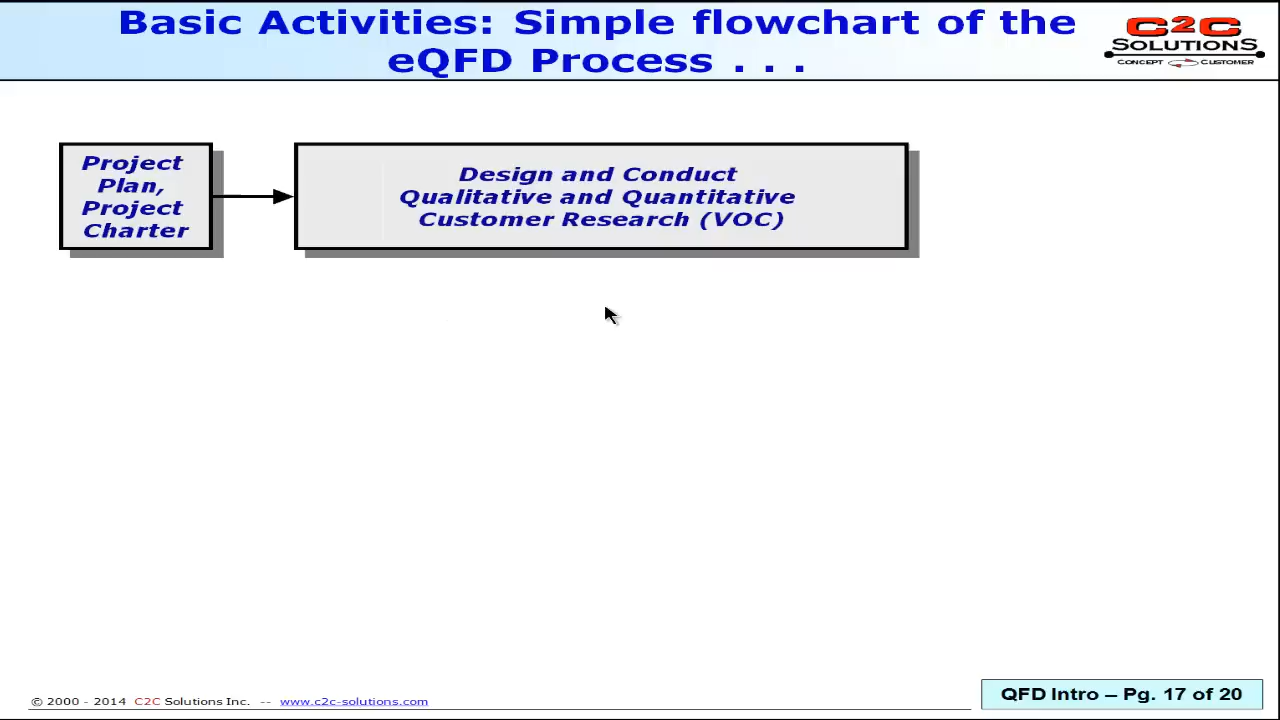 Basic Activities: Simple flowchart of the
eQFD Process . . .
C2C
SOLUTIONS
CONCEPT CUSTOMER
Project
Plan,
Project
Charter
Design and Conduct
Qualitative and Quantitative
Customer Research (VOC)
© 2000 - 2014 C2C Solutions Inc. -- www.c2c-solutions.com
QFD Intro – Pg. 17 of 20